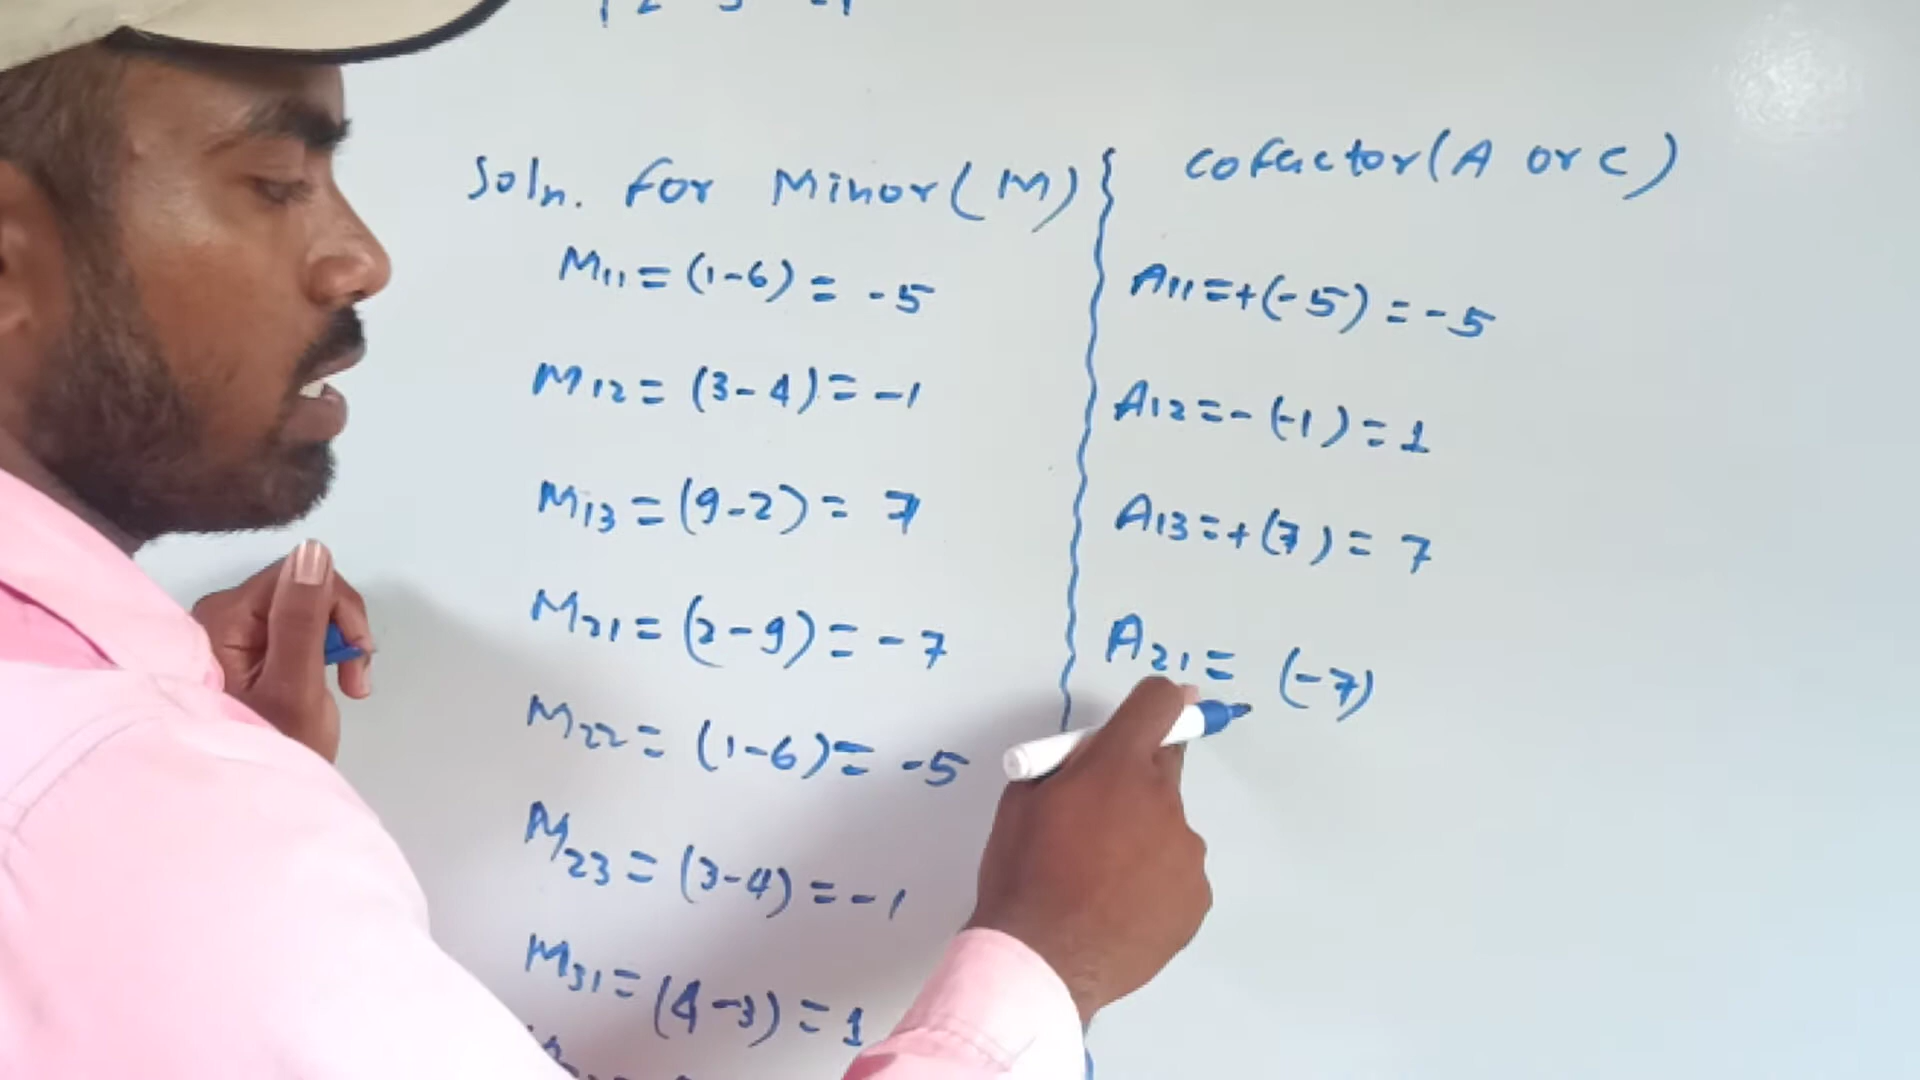 Soln. for Minor (M)
M11 = (1-6) = -5
M12 = (3-4) = -1
M13 = (9-2) = 7
M21 = (2-9) = -7
M22 = (1-6) = -5
M23 = (3-4) = -1
M31 = (4-3) = 1
cofactor (A or C)
A11 = +(-5) = -5
A12 = -(-1) = 1
A13 = +(7) = 7
A21 = (-7)